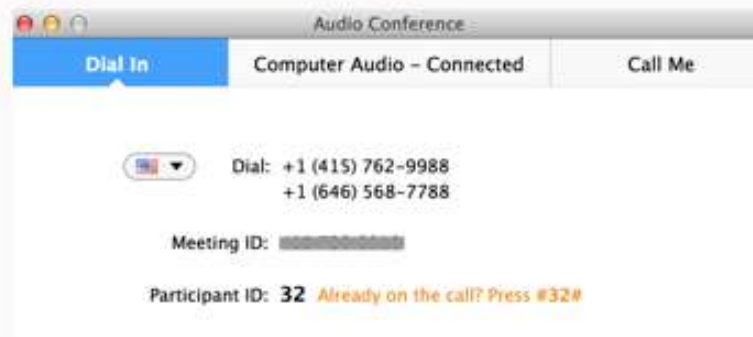 Audio Conference
Dial In
Computer Audio – Connected
Call Me
Dial: +1 (415) 762-9988
+1 (646) 568-7788
Meeting ID:
Participant ID: 32 Already on the call? Press #32#